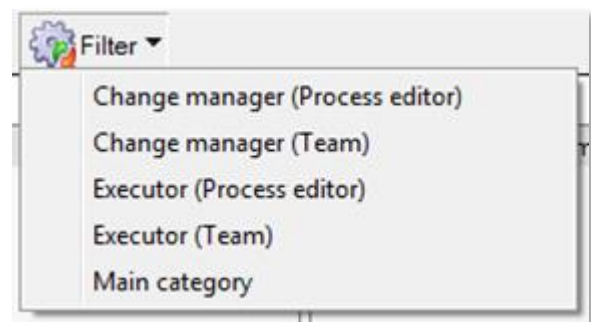 Filter
Change manager (Process editor)
Change manager (Team)
Executor (Process editor)
Executor (Team)
Main category